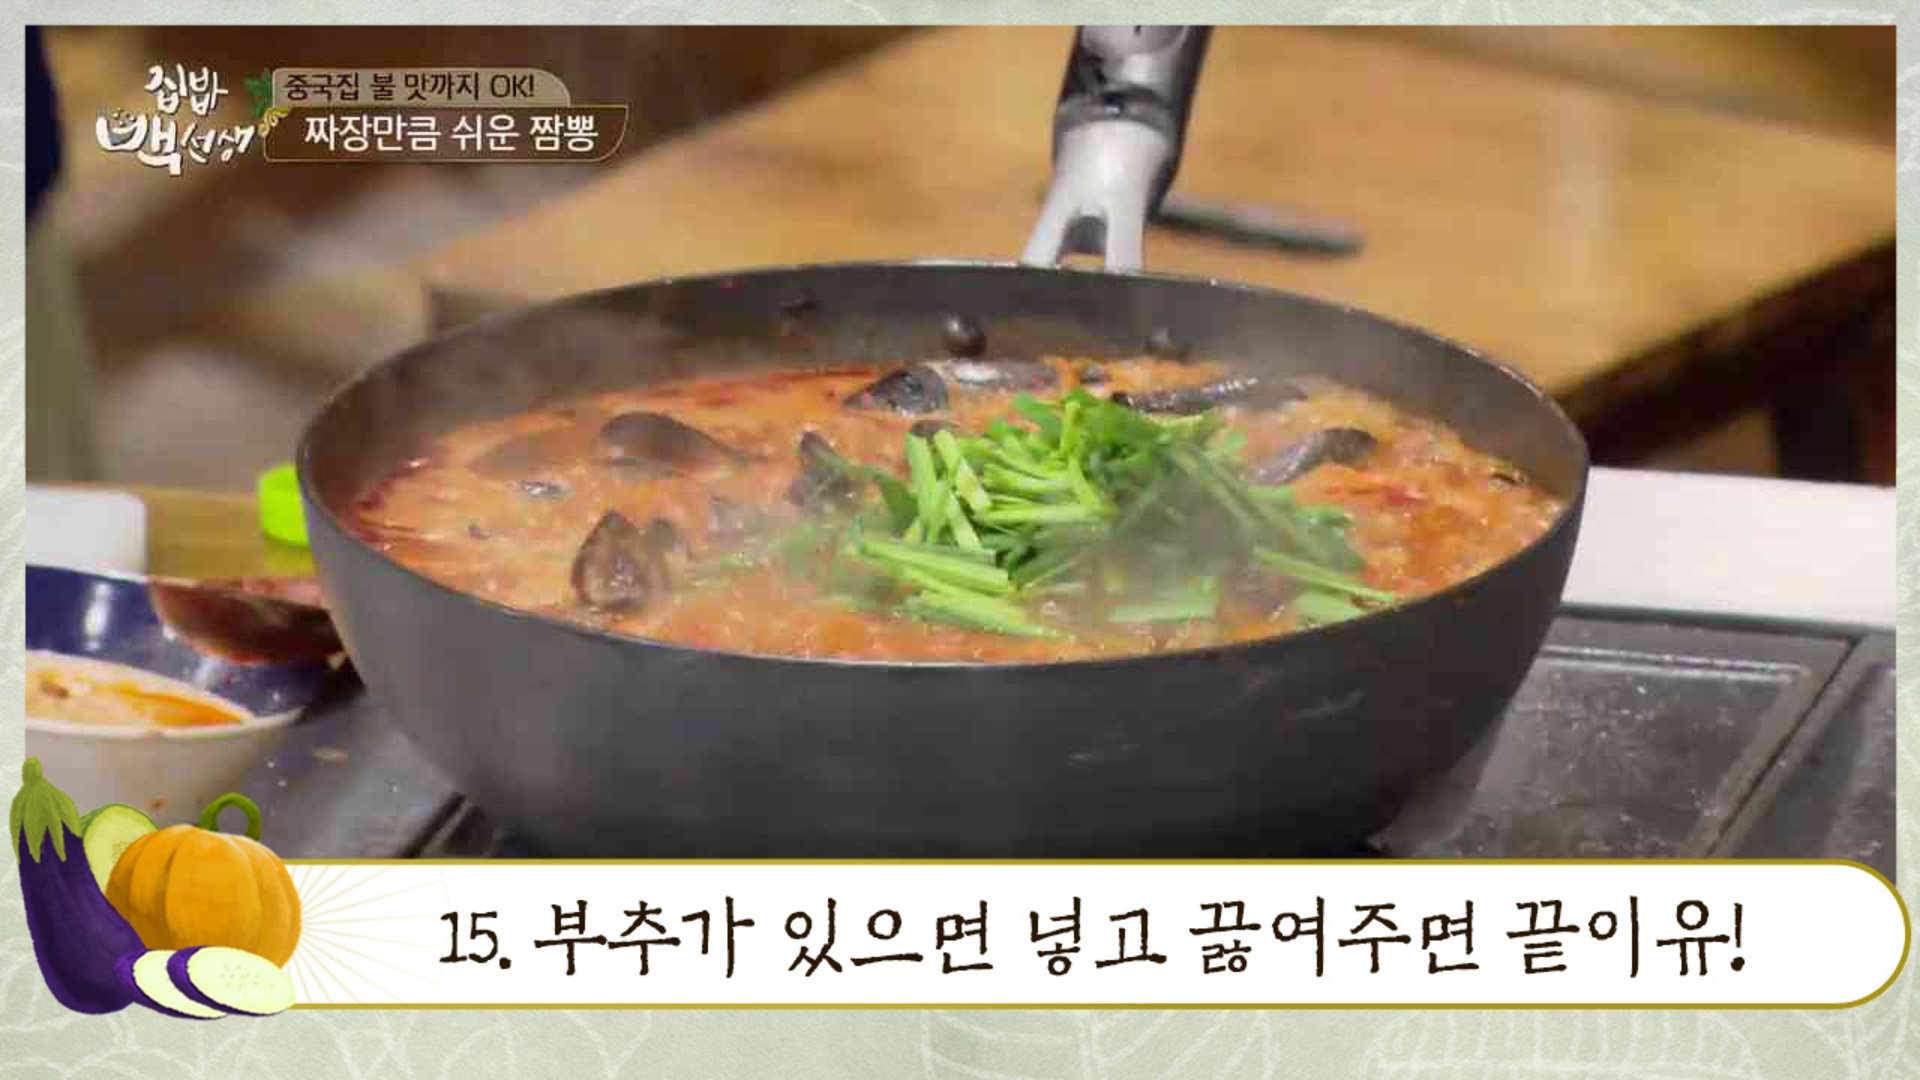 집밥
백선생
중국집 불 맛까지 OK!
짜장만큼 쉬운 짬뽕
15. 부추가 있으면 넣고 끓여주면 끝이유!